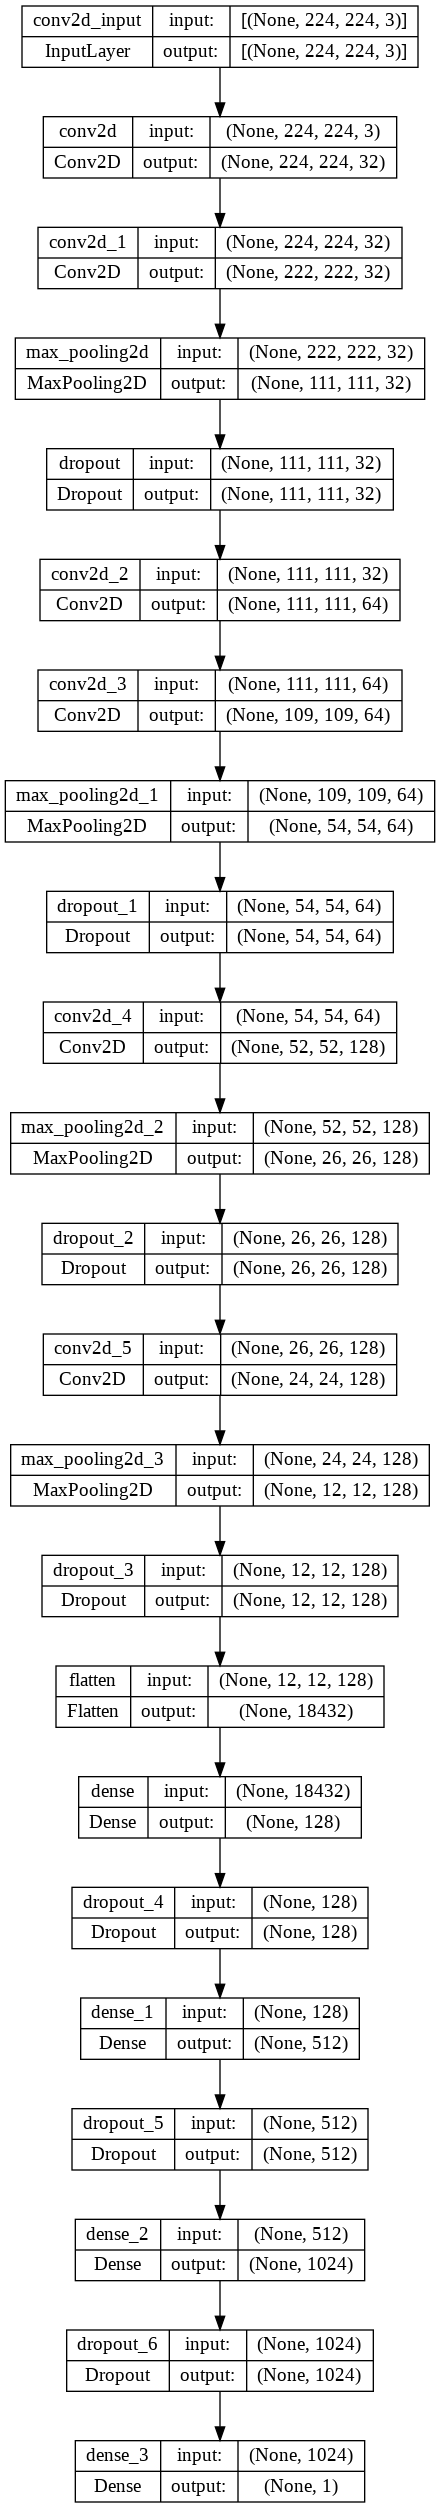 conv2d_input input: [(None, 224, 224, 3)]
InputLayer output: [(None, 224, 224, 3)]
conv2d input: (None, 224, 224, 3)
Conv2D output: (None, 224, 224, 32)
conv2d_1 input: (None, 224, 224, 32)
Conv2D output: (None, 222, 222, 32)
max_pooling2d input: (None, 222, 222, 32)
MaxPooling2D output: (None, 111, 111, 32)
dropout input: (None, 111, 111, 32)
Dropout output: (None, 111, 111, 32)
conv2d_2 input: (None, 111, 111, 32)
Conv2D output: (None, 111, 111, 64)
conv2d_3 input: (None, 111, 111, 64)
Conv2D output: (None, 109, 109, 64)
max_pooling2d_1 input: (None, 109, 109, 64)
MaxPooling2D output: (None, 54, 54, 64)
dropout_1 input: (None, 54, 54, 64)
Dropout output: (None, 54, 54, 64)
conv2d_4 input: (None, 54, 54, 64)
Conv2D output: (None, 52, 52, 128)
max_pooling2d_2 input: (None, 52, 52, 128)
MaxPooling2D output: (None, 26, 26, 128)
dropout_2 input: (None, 26, 26, 128)
Dropout output: (None, 26, 26, 128)
conv2d_5 input: (None, 26, 26, 128)
Conv2D output: (None, 24, 24, 128)
max_pooling2d_3 input: (None, 24, 24, 128)
MaxPooling2D output: (None, 12, 12, 128)
dropout_3 input: (None, 12, 12, 128)
Dropout output: (None, 12, 12, 128)
flatten input: (None, 12, 12, 128)
Flatten output: (None, 18432)
dense input: (None, 18432)
Dense output: (None, 128)
dropout_4 input: (None, 128)
Dropout output: (None, 128)
dense_1 input: (None, 128)
Dense output: (None, 512)
dropout_5 input: (None, 512)
Dropout output: (None, 512)
dense_2 input: (None, 512)
Dense output: (None, 1024)
dropout_6 input: (None, 1024)
Dropout output: (None, 1024)
dense_3 input: (None, 1024)
Dense output: (None, 1)